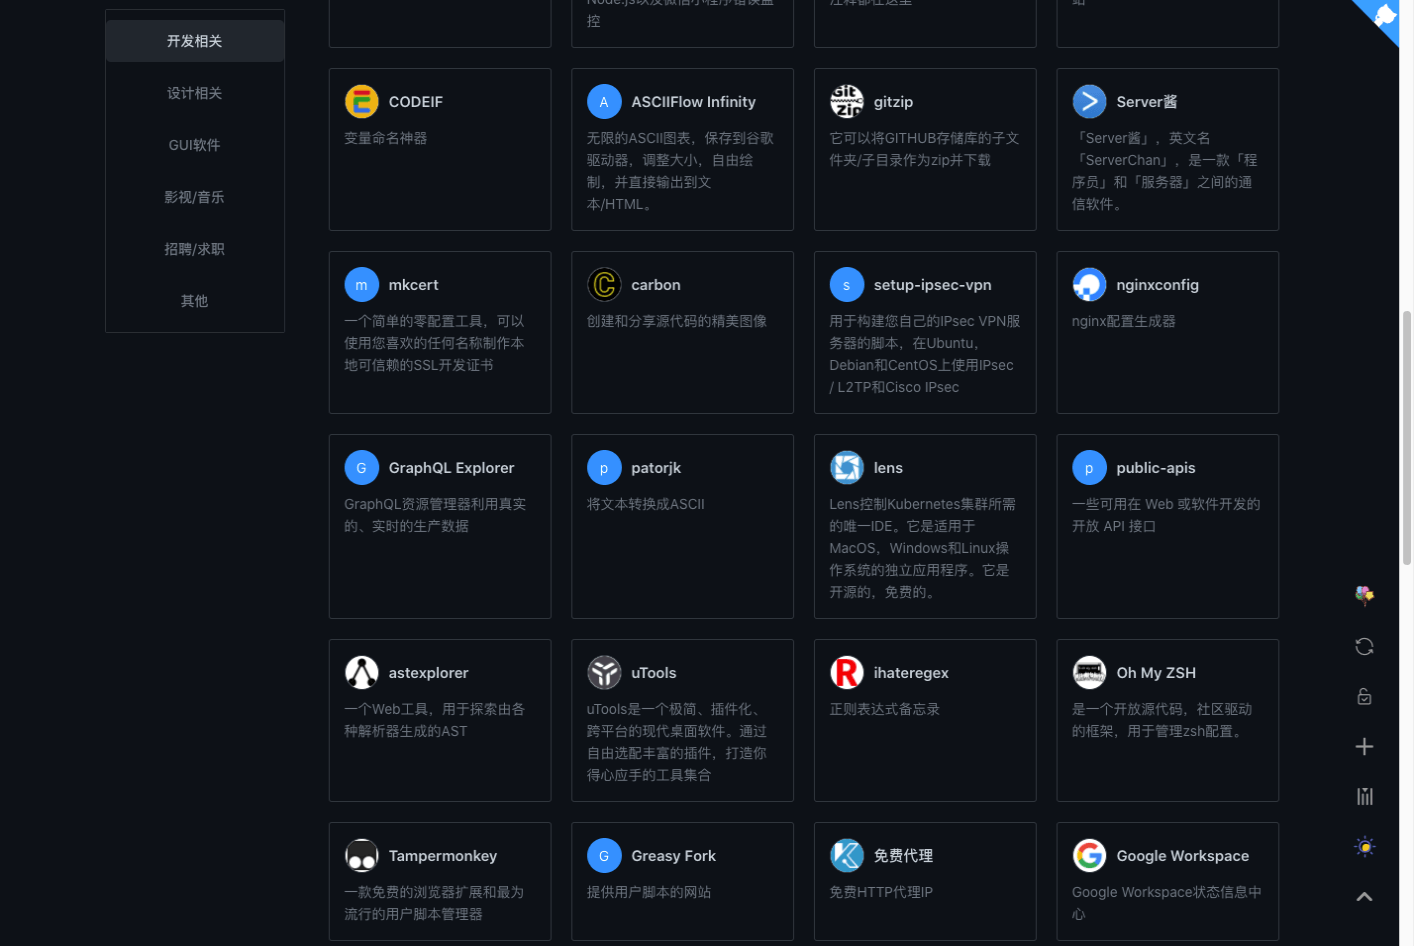 开发相关
设计相关
GUI软件
影视/音乐
招聘/求职
其他
控
CODEIF
变量命名神器
A
ASCIIFlow Infinity
无限的ASCII图表，保存到谷歌
驱动器，调整大小，自由绘
制，并直接输出到文
本/HTML。
gitzip
它可以将GITHUB存储库的子文
件夹/子目录作为zip并下载
Server酱
「Server酱」，英文名
「ServerChan」，是一款「程
序员」和「服务器」之间的通
信软件。
m
mkcert
一个简单的零配置工具，可以
使用您喜欢的任何名称制作本
地可信赖的SSL开发证书
carbon
创建和分享源代码的精美图像
s
setup-ipsec-vpn
用于构建您自己的IPsec VPN服
务器的脚本，在Ubuntu，
Debian和CentOS上使用IPsec
/ L2TP和Cisco IPsec
nginxconfig
nginx配置生成器
G
GraphQL Explorer
GraphQL资源管理器利用真实
的、实时的生产数据
p
patorjk
将文本转换成ASCII
lens
Lens控制Kubernetes集群所需
的唯一IDE。它是适用于
MacOS，Windows和Linux操
作系统的独立应用程序。它是
开源的，免费的。
p
public-apis
一些可用在 Web 或软件开发的
开放 API 接口
astexplorer
一个Web工具，用于探索由各
种解析器生成的AST
uTools
uTools是一个极简、插件化、
跨平台的现代桌面软件。通过
自由选配丰富的插件，打造你
得心应手的工具集合
ihateregex
正则表达式备忘录
Oh My ZSH
是一个开放源代码，社区驱动
的框架，用于管理zsh配置。
Tampermonkey
一款免费的浏览器扩展和最为
流行的用户脚本管理器
G
Greasy Fork
提供用户脚本的网站
免费代理
免费HTTP代理IP
Google Workspace
Google Workspace状态信息中
心